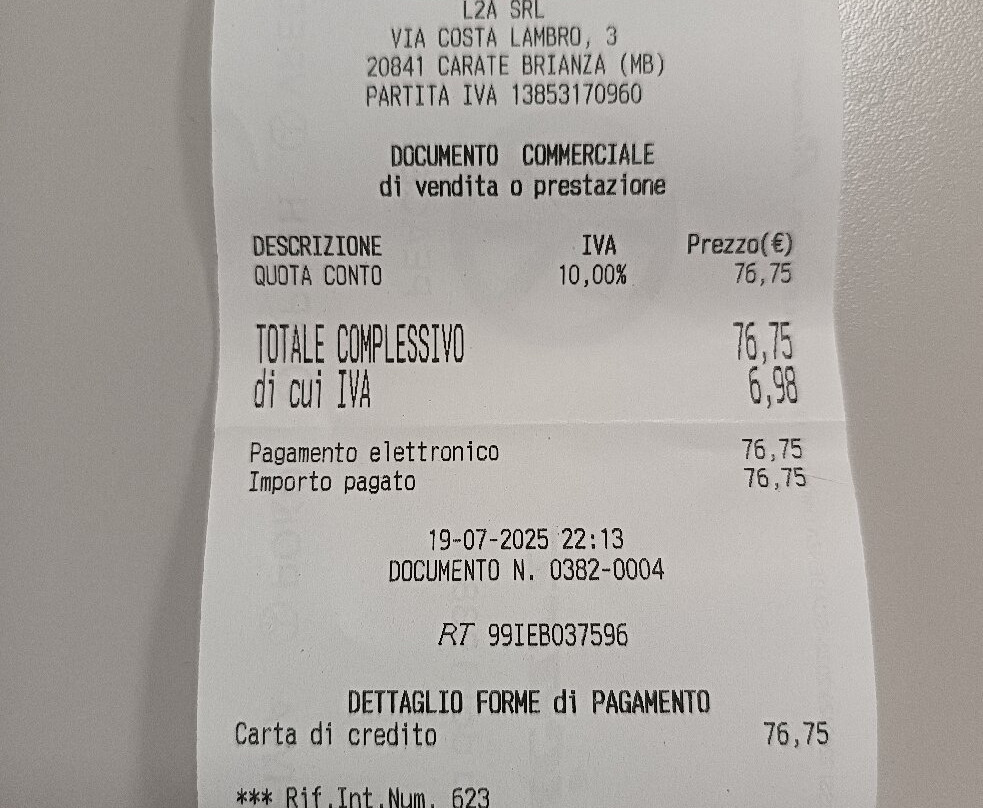 L2A SRL
VIA COSTA LAMBRO, 3
20841 CARATE BRIANZA (MB)
PARTITA IVA 13853170960
DOCUMENTO COMMERCIALE
di vendita o prestazione
DESCRIZIONE IVA Prezzo(€)
QUOTA CONTO 10,00% 76,75
TOTALE COMPLESSIVO 76,75
di cui IVA 6,98
Pagamento elettronico 76,75
Importo pagato 76,75
19-07-2025 22:13
DOCUMENTO N. 0382-0004
RT 99IEB037596
DETTAGLIO FORME di PAGAMENTO
Carta di credito 76,75
*** Rif.Int.Num. 623